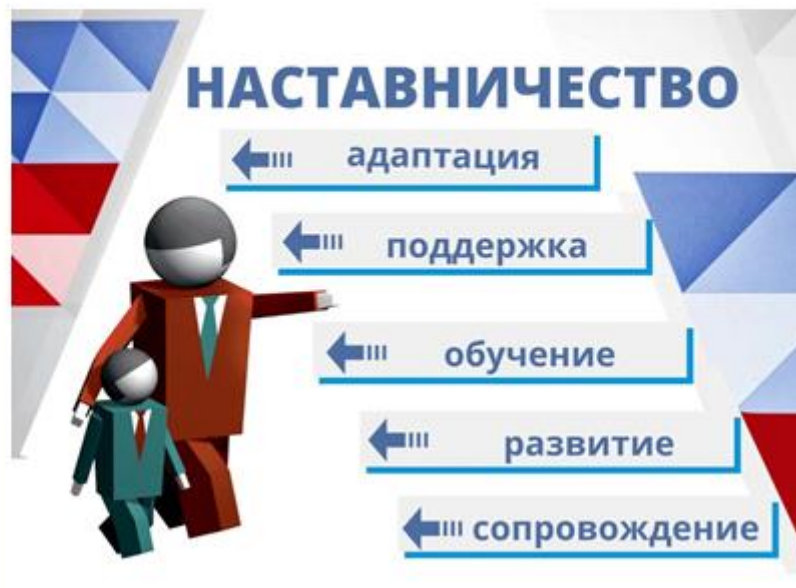 НАСТАВНИЧЕСТВО
адаптация
поддержка
обучение
развитие
сопровождение